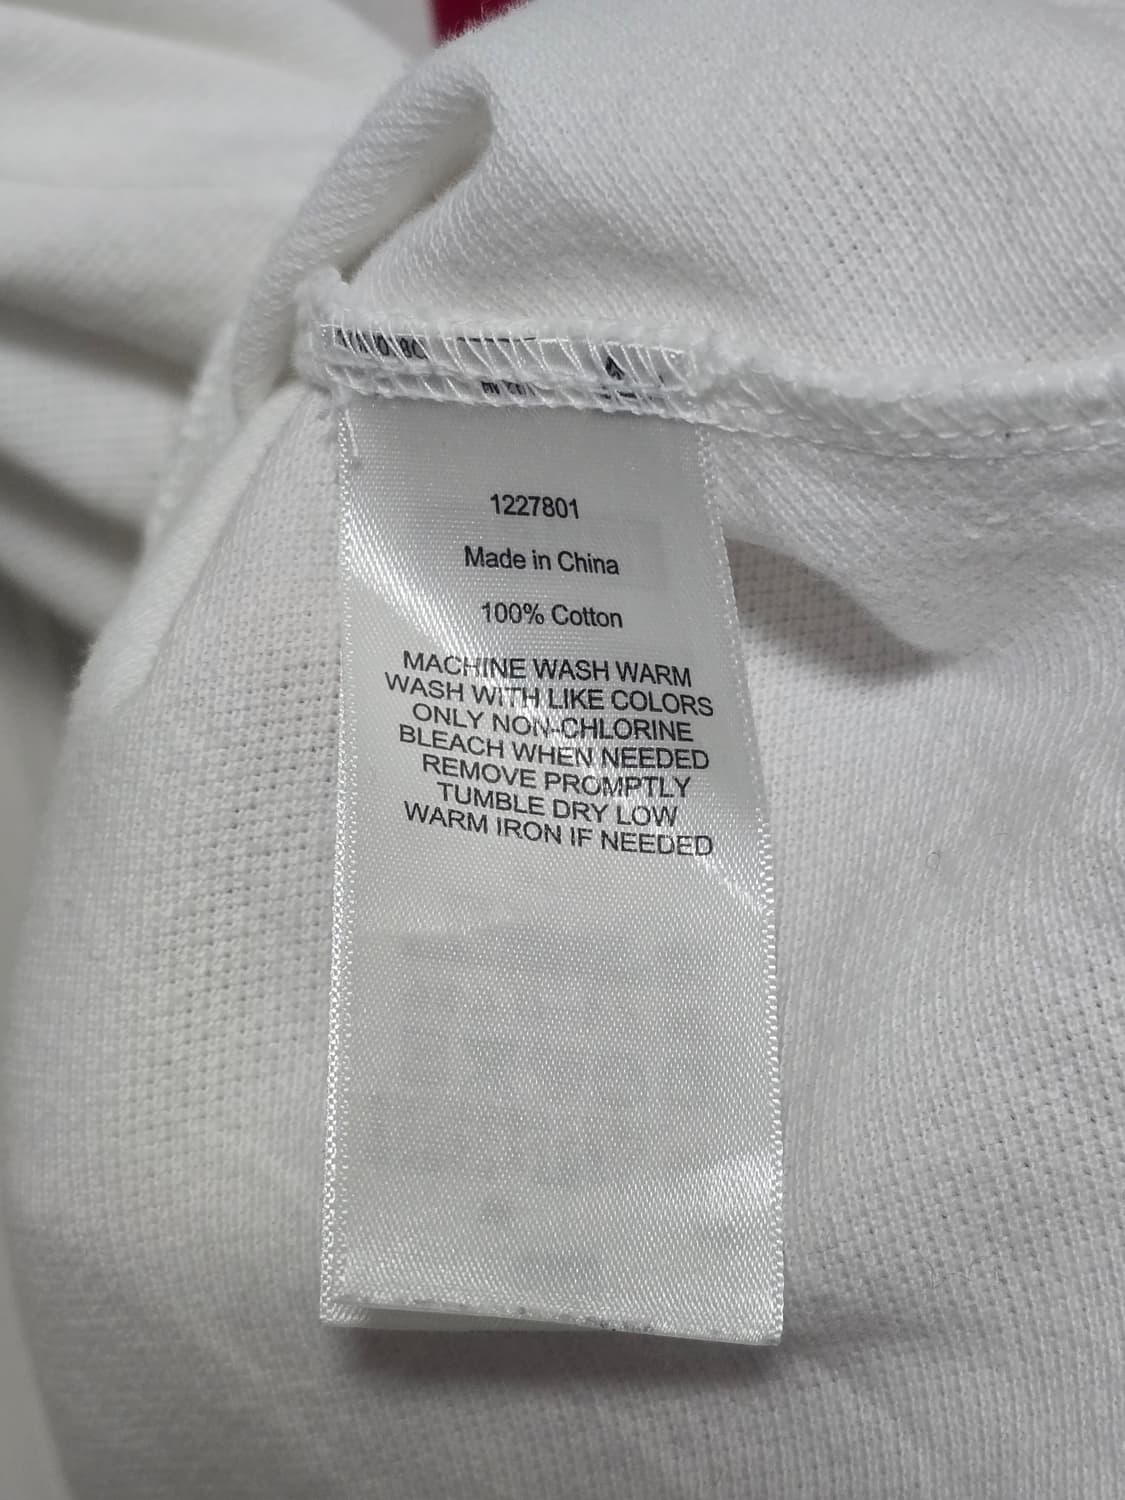 1227801
Made in China
100% Cotton
MACHINE WASH WARM
WASH WITH LIKE COLORS
ONLY NON-CHLORINE
BLEACH WHEN NEEDED
REMOVE PROMPTLY
TUMBLE DRY LOW
WARM IRON IF NEEDED